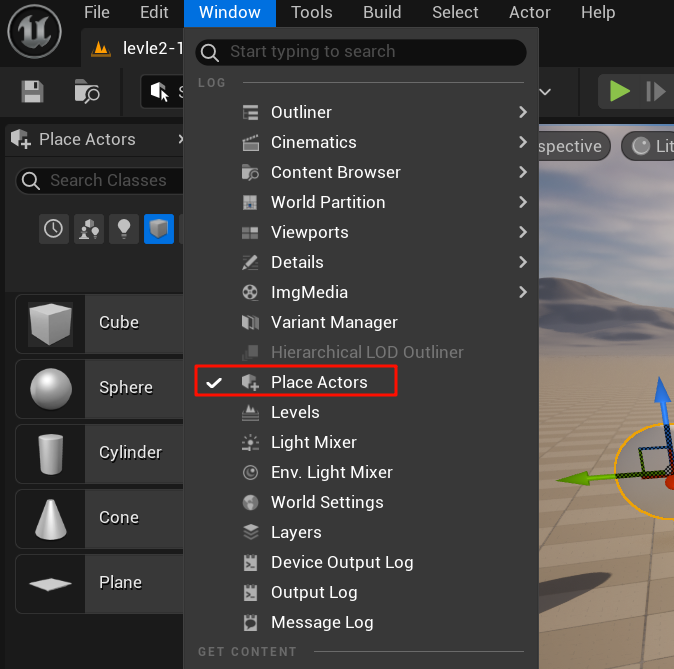 File Edit Window Tools Build Select Actor Help
levle2-1
Start typing to search
LOG
Place Actors
Search Classes
Outliner
Cinematics
Content Browser
World Partition
Viewports
Details
ImgMedia
Variant Manager
Hierarchical LOD Outliner
Place Actors
Levels
Light Mixer
Env. Light Mixer
World Settings
Layers
Device Output Log
Output Log
Message Log
GET CONTENT
Cube
Sphere
Cylinder
Cone
Plane
spective
Lit